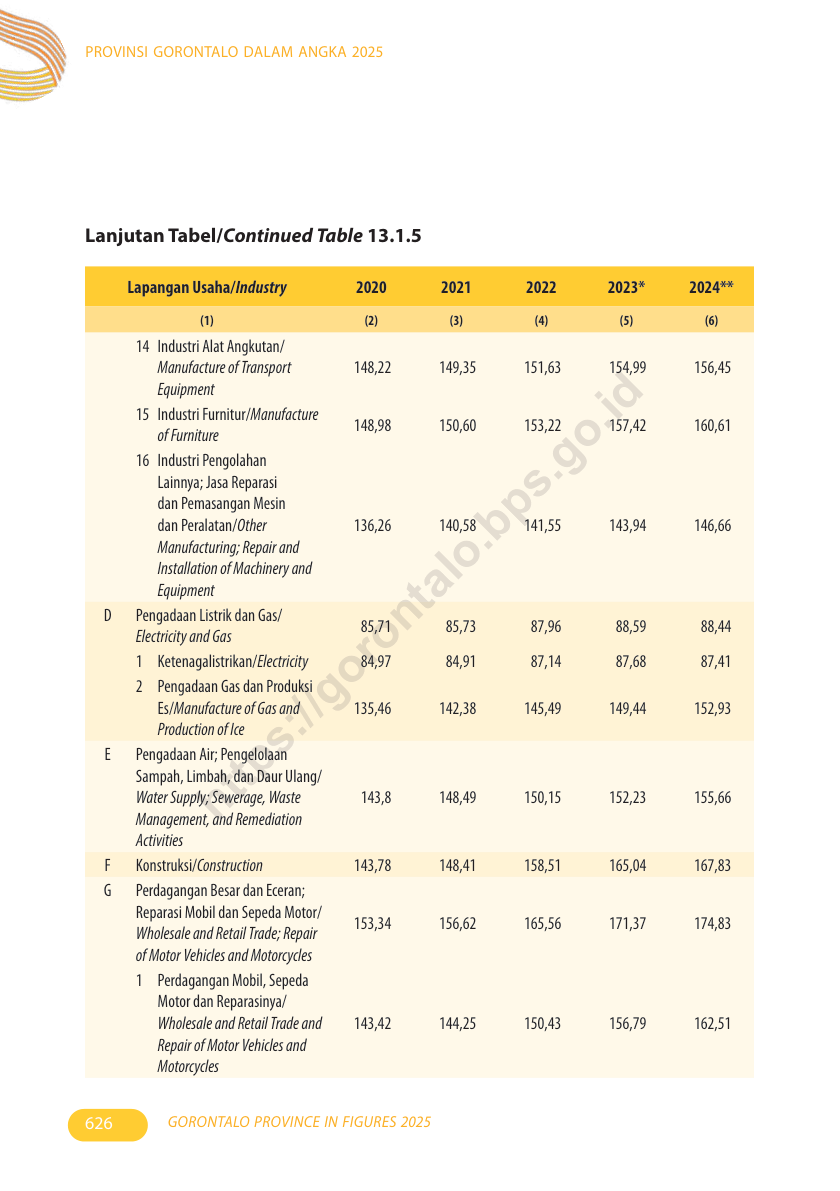 PROVINSI GORONTALO DALAM ANGKA 2025
Lanjutan Tabel/Continued Table 13.1.5
Lapangan Usaha/Industry 2020 2021 2022 2023* 2024**
(1) (2) (3) (4) (5) (6)
14 Industri Alat Angkutan/
Manufacture of Transport 148,22 149,35 151,63 154,99 156,45
Equipment
15 Industri Furnitur/Manufacture
of Furniture 148,98 150,60 153,22 157,42 160,61
16 Industri Pengolahan
Lainnya; Jasa Reparasi
dan Pemasangan Mesin
dan Peralatan/Other 136,26 140,58 141,55 143,94 146,66
Manufacturing; Repair and
Installation of Machinery and
Equipment
D Pengadaan Listrik dan Gas/
Electricity and Gas 85,71 85,73 87,96 88,59 88,44
1 Ketenagalistrikan/Electricity 84,97 84,91 87,14 87,68 87,41
2 Pengadaan Gas dan Produksi
Es/Manufacture of Gas and 135,46 142,38 145,49 149,44 152,93
Production of Ice
E Pengadaan Air; Pengelolaan
Sampah, Limbah, dan Daur Ulang/
Water Supply; Sewerage, Waste 143,8 148,49 150,15 152,23 155,66
Management, and Remediation
Activities
F Konstruksi/Construction 143,78 148,41 158,51 165,04 167,83
G Perdagangan Besar dan Eceran;
Reparasi Mobil dan Sepeda Motor/
Wholesale and Retail Trade; Repair 153,34 156,62 165,56 171,37 174,83
of Motor Vehicles and Motorcycles
1 Perdagangan Mobil, Sepeda
Motor dan Reparasinya/
Wholesale and Retail Trade and 143,42 144,25 150,43 156,79 162,51
Repair of Motor Vehicles and
Motorcycles
https://gorontalo.bps.go.id
626 GORONTALO PROVINCE IN FIGURES 2025